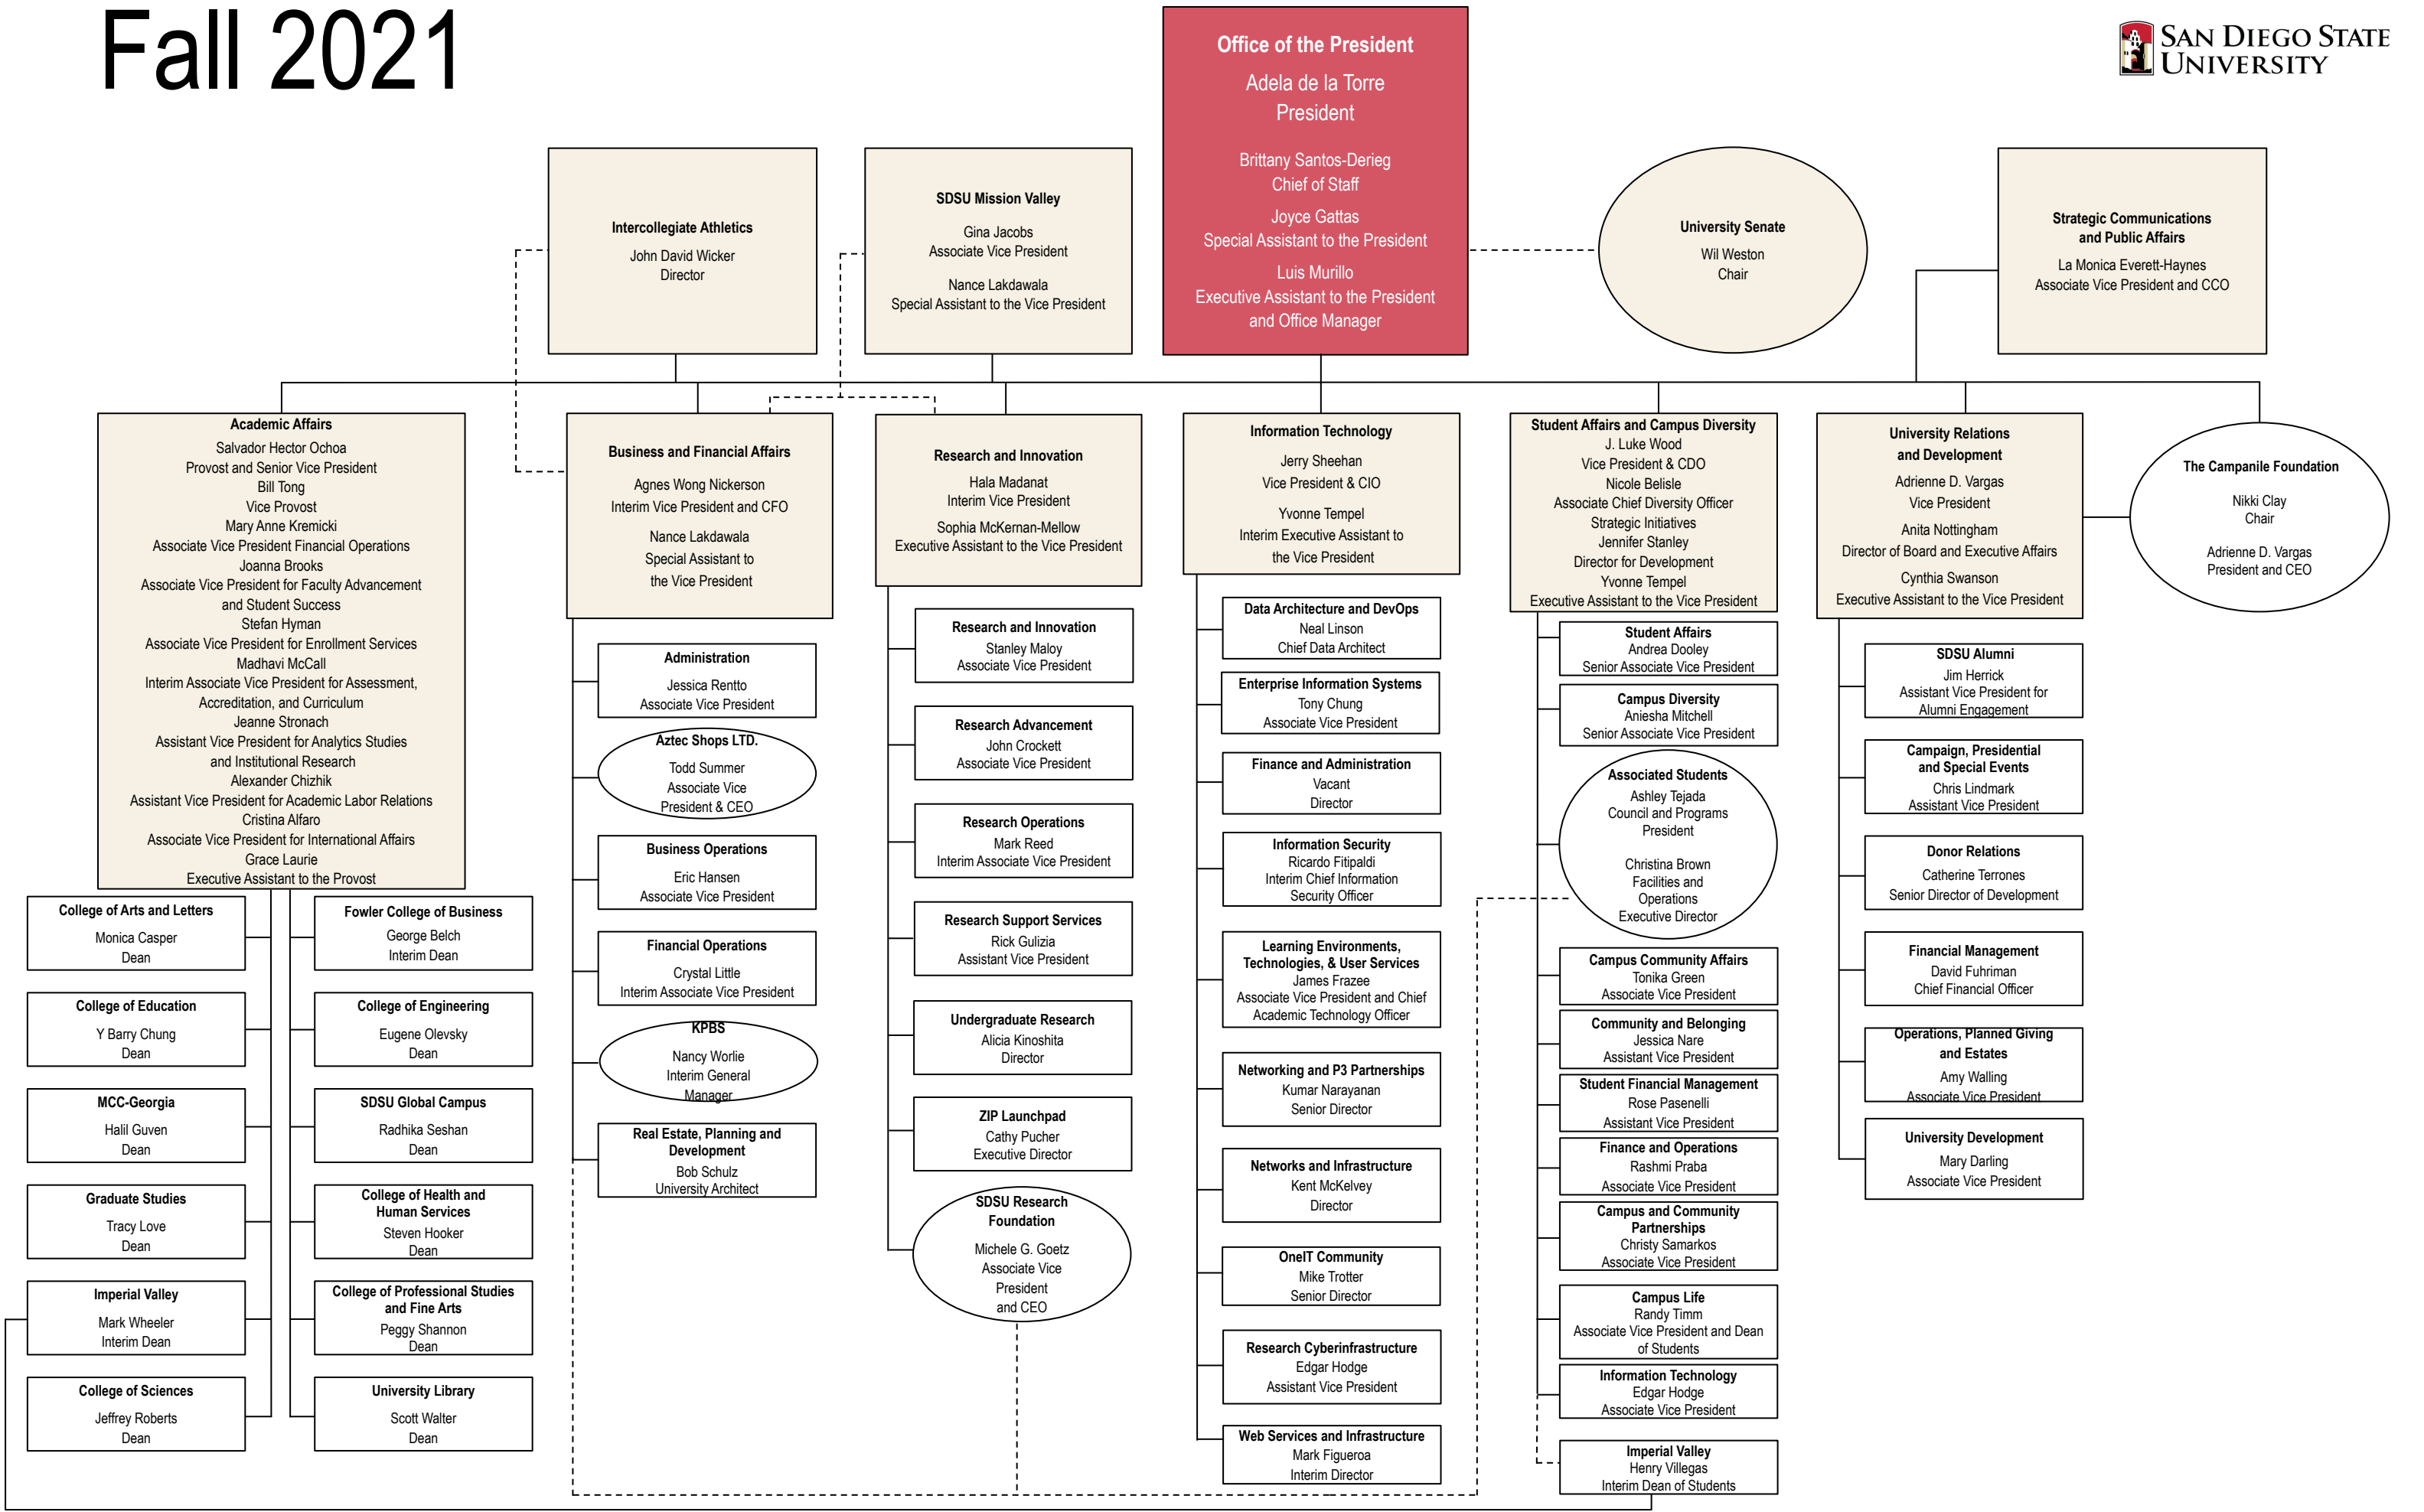 Fall 2021
SAN DIEGO STATE
UNIVERSITY
Office of the President
Adela de la Torre
President
Brittany Santos-Derieg
Chief of Staff
Joyce Gattas
Special Assistant to the President
Luis Murillo
Executive Assistant to the President
and Office Manager
Intercollegiate Athletics
John David Wicker
Director
SDSU Mission Valley
Gina Jacobs
Associate Vice President
Nance Lakdawala
Special Assistant to the Vice President
University Senate
Wil Weston
Chair
Strategic Communications
and Public Affairs
La Monica Everett-Haynes
Associate Vice President and CCO
Academic Affairs
Salvador Hector Ochoa
Provost and Senior Vice President
Bill Tong
Vice Provost
Mary Anne Kremicki
Associate Vice President Financial Operations
Joanna Brooks
Associate Vice President for Faculty Advancement
and Student Success
Stefan Hyman
Associate Vice President for Enrollment Services
Madhavi McCall
Interim Associate Vice President for Assessment,
Accreditation, and Curriculum
Jeanne Stronach
Assistant Vice President for Analytics Studies
and Institutional Research
Alexander Chizhik
Assistant Vice President for Academic Labor Relations
Cristina Alfaro
Associate Vice President for International Affairs
Grace Laurie
Executive Assistant to the Provost
College of Arts and Letters
Monica Casper
Dean
College of Education
Y Barry Chung
Dean
MCC-Georgia
Halil Guven
Dean
Graduate Studies
Tracy Love
Dean
Imperial Valley
Mark Wheeler
Interim Dean
College of Sciences
Jeffrey Roberts
Dean
Fowler College of Business
George Belch
Interim Dean
College of Engineering
Eugene Olevsky
Dean
SDSU Global Campus
Radhika Seshan
Dean
College of Health and
Human Services
Steven Hooker
Dean
College of Professional Studies
and Fine Arts
Peggy Shannon
Dean
University Library
Scott Walter
Dean
Business and Financial Affairs
Agnes Wong Nickerson
Interim Vice President and CFO
Nance Lakdawala
Special Assistant to
the Vice President
Administration
Jessica Rentto
Associate Vice President
Aztec Shops LTD.
Todd Summer
Associate Vice
President & CEO
Business Operations
Eric Hansen
Associate Vice President
Financial Operations
Crystal Little
Interim Associate Vice President
KPBS
Nancy Worlie
Interim General
Manager
Real Estate, Planning and
Development
Bob Schulz
University Architect
Research and Innovation
Hala Madanat
Interim Vice President
Sophia McKernan-Mellow
Executive Assistant to the Vice President
Research and Innovation
Stanley Maloy
Associate Vice President
Research Advancement
John Crockett
Associate Vice President
Research Operations
Mark Reed
Interim Associate Vice President
Research Support Services
Rick Gulizia
Assistant Vice President
Undergraduate Research
Alicia Kinoshita
Director
ZIP Launchpad
Cathy Pucher
Executive Director
SDSU Research
Foundation
Michele G. Goetz
Associate Vice
President
and CEO
Information Technology
Jerry Sheehan
Vice President & CIO
Yvonne Tempel
Interim Executive Assistant to
the Vice President
Data Architecture and DevOps
Neal Linson
Chief Data Architect
Enterprise Information Systems
Tony Chung
Associate Vice President
Finance and Administration
Vacant
Director
Information Security
Ricardo Fitipaldi
Interim Chief Information
Security Officer
Learning Environments,
Technologies, & User Services
James Frazee
Associate Vice President and Chief
Academic Technology Officer
Networking and P3 Partnerships
Kumar Narayanan
Senior Director
Networks and Infrastructure
Kent McKelvey
Director
OneIT Community
Mike Trotter
Senior Director
Research Cyberinfrastructure
Edgar Hodge
Assistant Vice President
Web Services and Infrastructure
Mark Figueroa
Interim Director
Student Affairs and Campus Diversity
J. Luke Wood
Vice President & CDO
Nicole Belisle
Associate Chief Diversity Officer
Strategic Initiatives
Jennifer Stanley
Director for Development
Yvonne Tempel
Executive Assistant to the Vice President
Student Affairs
Andrea Dooley
Senior Associate Vice President
Campus Diversity
Aniesha Mitchell
Senior Associate Vice President
Associated Students
Ashley Tejada
Council and Programs
President
Christina Brown
Facilities and
Operations
Executive Director
Campus Community Affairs
Tonika Green
Associate Vice President
Community and Belonging
Jessica Nare
Assistant Vice President
Student Financial Management
Rose Pasenelli
Assistant Vice President
Finance and Operations
Rashmi Praba
Associate Vice President
Campus and Community
Partnerships
Christy Samarkos
Associate Vice President
Campus Life
Randy Timm
Associate Vice President and Dean
of Students
Information Technology
Edgar Hodge
Associate Vice President
Imperial Valley
Henry Villegas
Interim Dean of Students
University Relations
and Development
Adrienne D. Vargas
Vice President
Anita Nottingham
Director of Board and Executive Affairs
Cynthia Swanson
Executive Assistant to the Vice President
SDSU Alumni
Jim Herrick
Assistant Vice President for
Alumni Engagement
Campaign, Presidential
and Special Events
Chris Lindmark
Assistant Vice President
Donor Relations
Catherine Terrones
Senior Director of Development
Financial Management
David Fuhriman
Chief Financial Officer
Operations, Planned Giving
and Estates
Amy Walling
Associate Vice President
University Development
Mary Darling
Associate Vice President
The Campanile Foundation
Nikki Clay
Chair
Adrienne D. Vargas
President and CEO